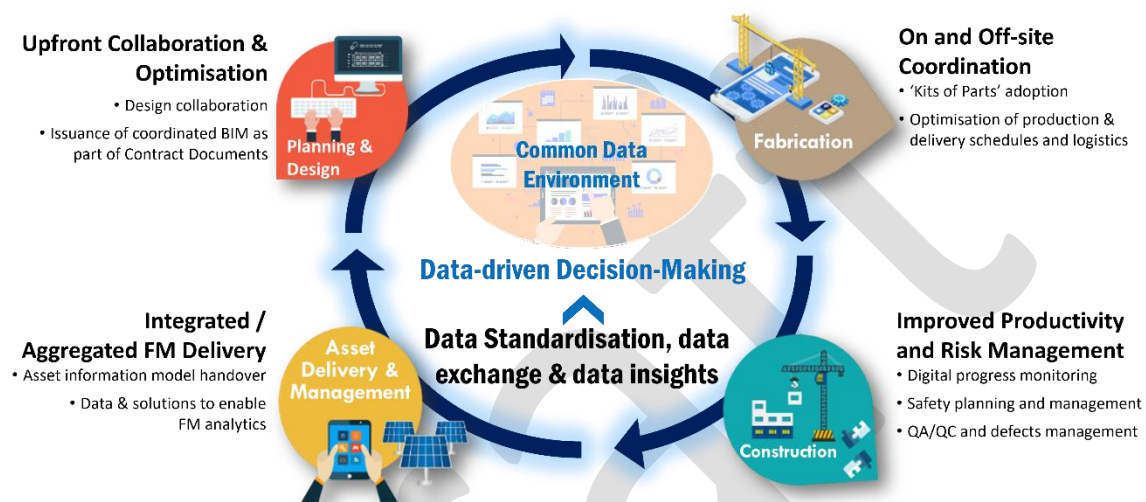 Upfront Collaboration &
Optimisation
• Design collaboration
• Issuance of coordinated BIM as
part of Contract Documents
Planning &
Design
On and Off-site
Coordination
• 'Kits of Parts' adoption
• Optimisation of production &
delivery schedules and logistics
Fabrication
Common Data
Environment
Data-driven Decision-Making
Data Standardisation, data
exchange & data insights
Integrated /
Aggregated FM Delivery
• Asset information model handover
• Data & solutions to enable
FM analytics
Asset
Delivery &
Management
Improved Productivity
and Risk Management
• Digital progress monitoring
• Safety planning and management
• QA/QC and defects management
Construction